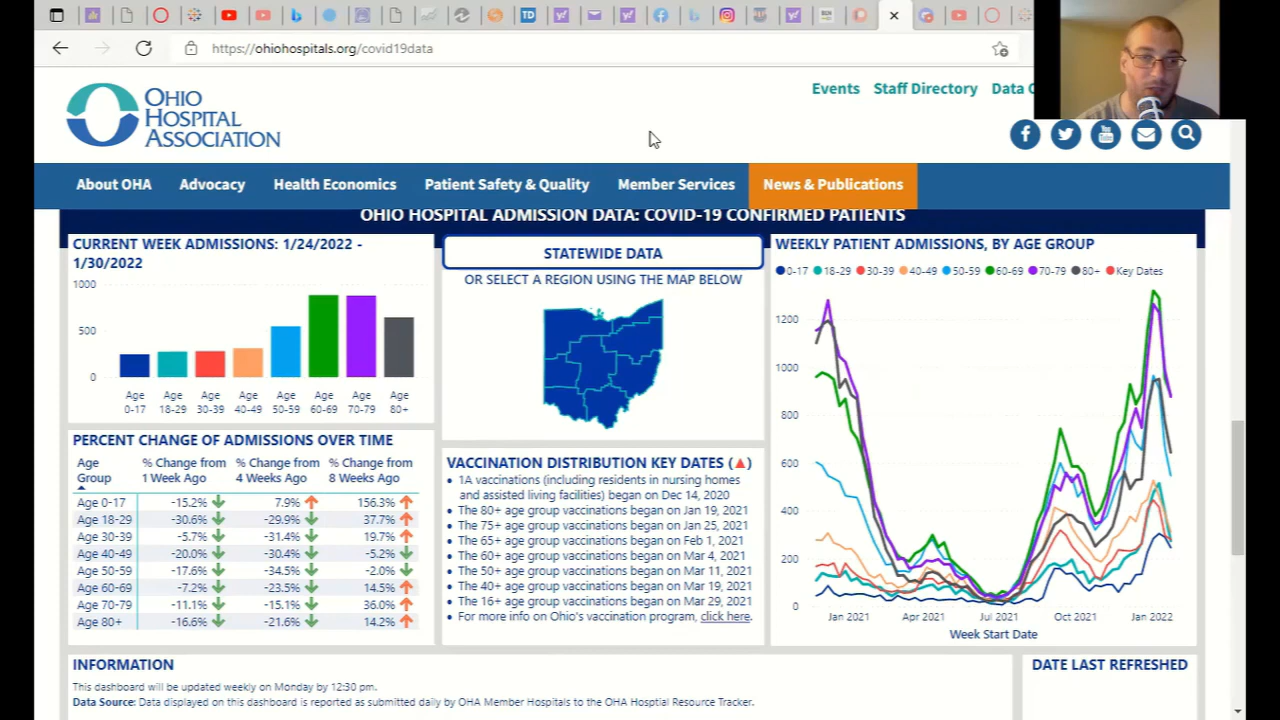 https://ohiohospitals.org/covid19data
OHIO
HOSPITAL
ASSOCIATION
Events Staff Directory Data
About OHA Advocacy Health Economics Patient Safety & Quality Member Services News & Publications
OHIO HOSPITAL ADMISSION DATA: COVID-19 CONFIRMED PATIENTS
CURRENT WEEK ADMISSIONS: 1/24/2022 -
1/30/2022
1000
500
0
Age Age Age Age Age Age Age Age
0-17 18-29 30-39 40-49 50-59 60-69 70-79 80+
PERCENT CHANGE OF ADMISSIONS OVER TIME
Age % Change from % Change from % Change from
Group 1 Week Ago 4 Weeks Ago 8 Weeks Ago
Age 0-17 -15.2% 7.9% 156.3%
Age 18-29 -30.6% -29.9% 37.7%
Age 30-39 -5.7% -31.4% 19.7%
Age 40-49 -20.0% -30.4% -5.2%
Age 50-59 -17.6% -34.5% -2.0%
Age 60-69 -7.2% -23.5% 14.5%
Age 70-79 -11.1% -15.1% 36.0%
Age 80+ -16.6% -21.6% 14.2%
STATEWIDE DATA
OR SELECT A REGION USING THE MAP BELOW
VACCINATION DISTRIBUTION KEY DATES (▲)
• 1A vaccinations (including residents in nursing homes
and assisted living facilities) began on Dec 14, 2020
• The 80+ age group vaccinations began on Jan 19, 2021
• The 75+ age group vaccinations began on Jan 25, 2021
• The 65+ age group vaccinations began on Feb 1, 2021
• The 60+ age group vaccinations began on Mar 4, 2021
• The 50+ age group vaccinations began on Mar 11, 2021
• The 40+ age group vaccinations began on Mar 19, 2021
• The 16+ age group vaccinations began on Mar 29, 2021
• For more info on Ohio's vaccination program, click here.
WEEKLY PATIENT ADMISSIONS, BY AGE GROUP
0-17 18-29 30-39 40-49 50-59 60-69 70-79 80+ Key Dates
1200
1000
800
600
400
200
0
Jan 2021 Apr 2021 Jul 2021 Oct 2021 Jan 2022
Week Start Date
INFORMATION
This dashboard will be updated weekly on Monday by 12:30 pm.
Data Source: Data displayed on this dashboard is reported as submitted daily by OHA Member Hospitals to the OHA Hosptial Resource Tracker.
DATE LAST REFRESHED